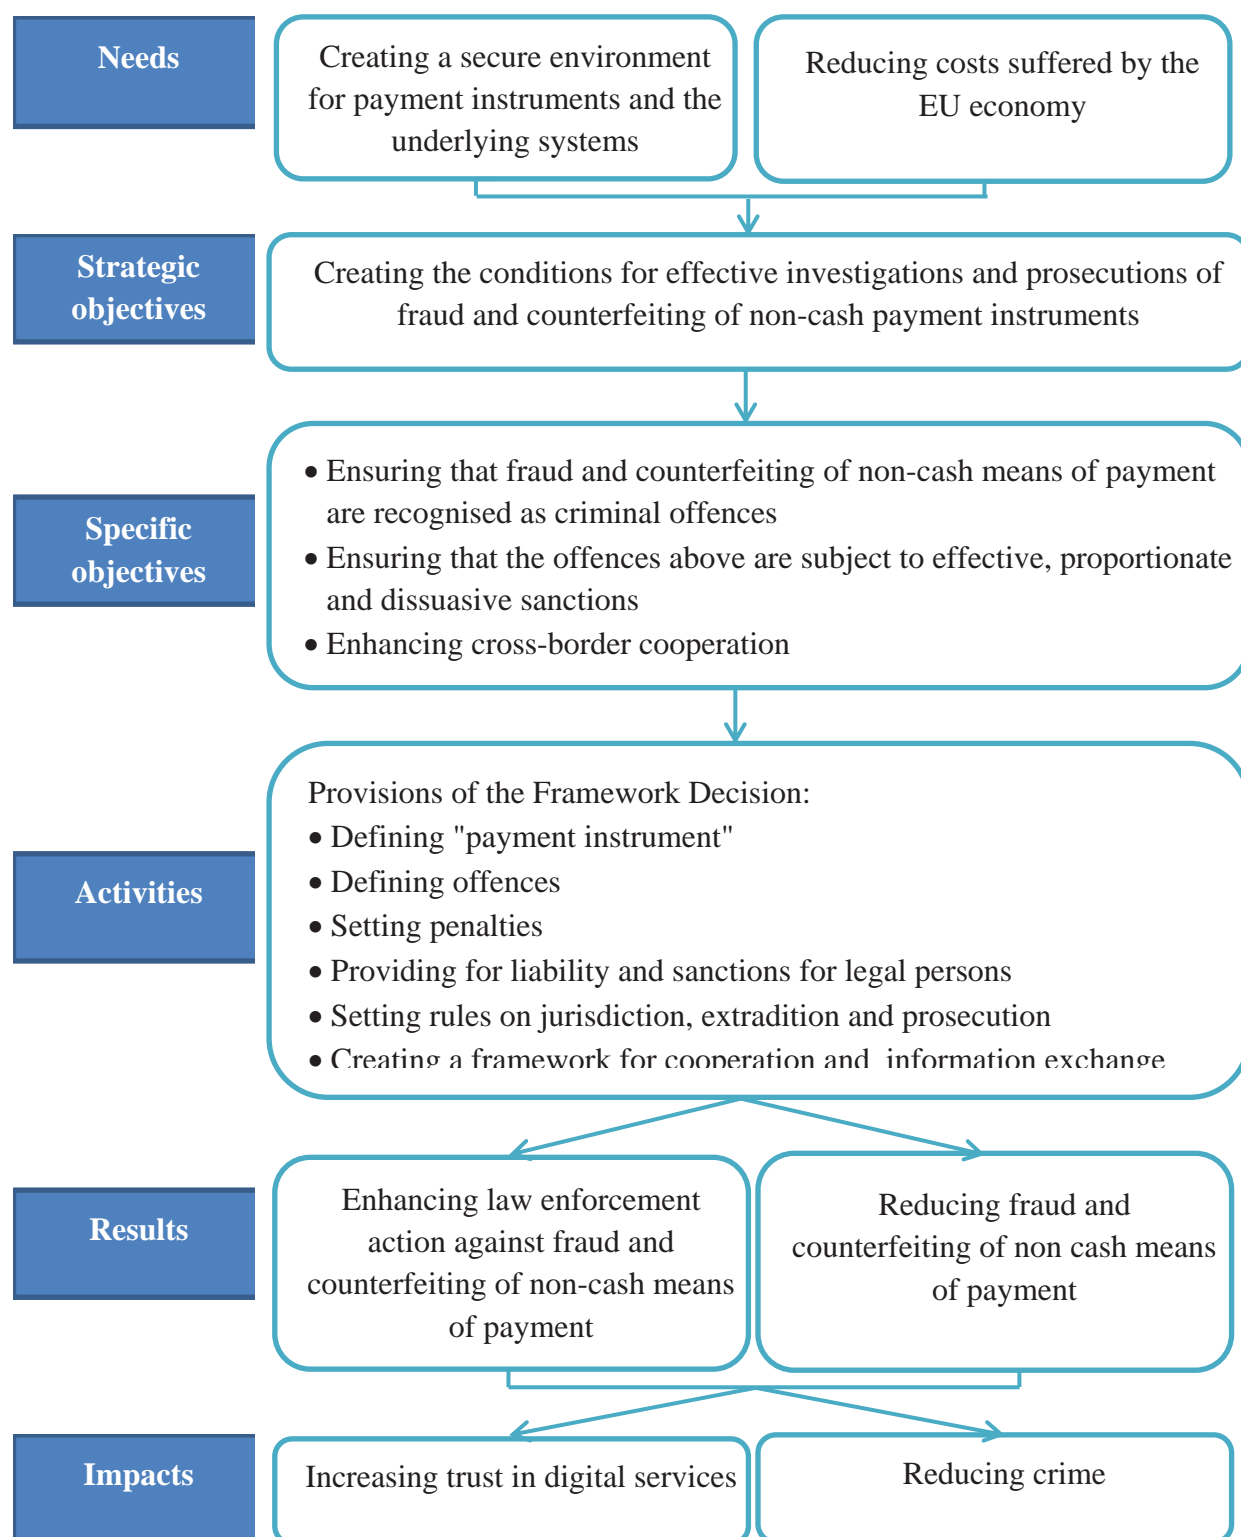 Needs
Creating a secure environment
for payment instruments and the
underlying systems
Reducing costs suffered by the
EU economy
Strategic
objectives
Creating the conditions for effective investigations and prosecutions of
fraud and counterfeiting of non-cash payment instruments
Specific
objectives
• Ensuring that fraud and counterfeiting of non-cash means of payment
are recognised as criminal offences
• Ensuring that the offences above are subject to effective, proportionate
and dissuasive sanctions
• Enhancing cross-border cooperation
Activities
Provisions of the Framework Decision:
• Defining "payment instrument"
• Defining offences
• Setting penalties
• Providing for liability and sanctions for legal persons
• Setting rules on jurisdiction, extradition and prosecution
• Creating a framework for cooperation and information exchange
Results
Enhancing law enforcement
action against fraud and
counterfeiting of non-cash means
of payment
Reducing fraud and
counterfeiting of non cash means
of payment
Impacts
Increasing trust in digital services
Reducing crime